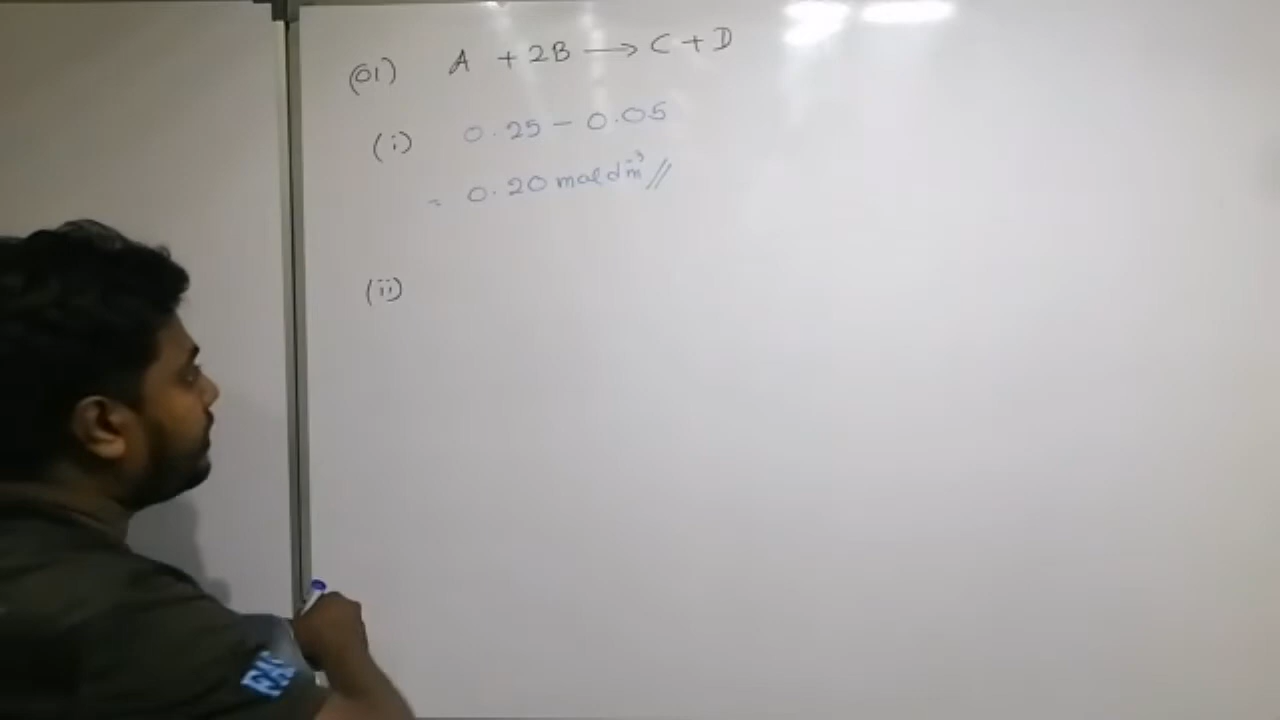 (01) A + 2B → C + D
(i) 0.25 - 0.05
= 0.20 mol dm⁻³ //
(ii)